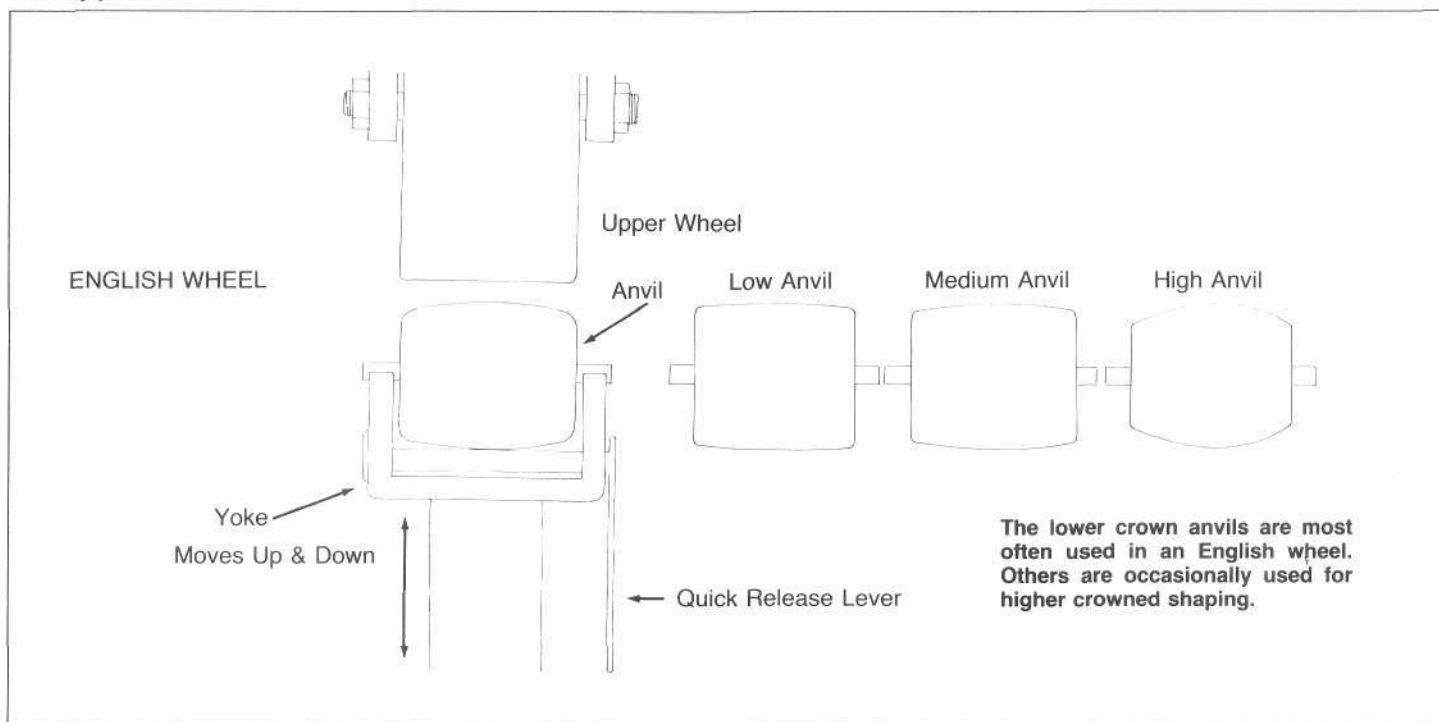 Upper Wheel
ENGLISH WHEEL
Anvil
Low Anvil
Medium Anvil
High Anvil
Yoke
Moves Up & Down
Quick Release Lever
The lower crown anvils are most
often used in an English wheel.
Others are occasionally used for
higher crowned shaping.